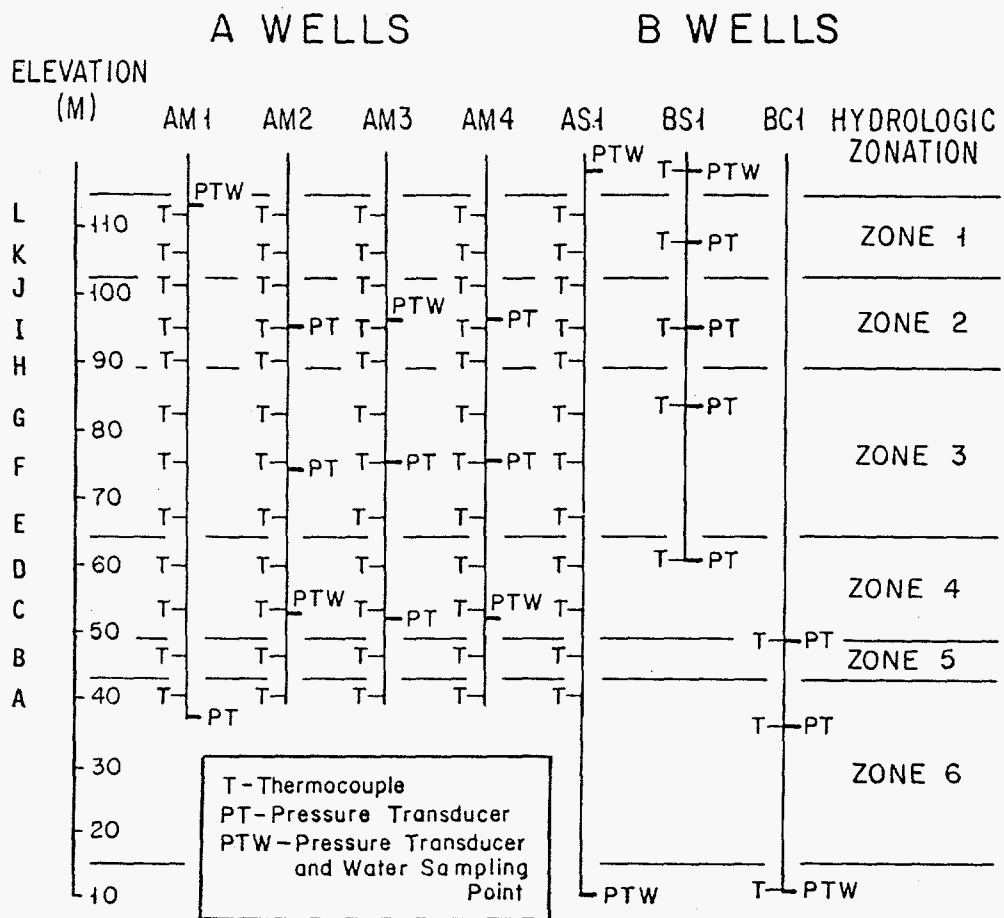 A WELLS B WELLS
ELEVATION
(M)
AM1 AM2 AM3 AM4 AS1 BS1 BC1 HYDROLOGIC
ZONATION
PTW T PTW
PTW
L 110 T T T T T ZONE 1
K T T T T T T PT
J 100 T T T T T
PTW
I T T PT T T PT T T PT ZONE 2
H 90 T T T T T
G T T T T T T PT
80
F T T PT T PT T PT T ZONE 3
70
E T T T T T
D 60 T T T T T T PT
C T T PTW T PT T PTW T ZONE 4
50 T PT
B T T T T T ZONE 5
A 40 T T T T T
PT T PT
30 ZONE 6
20
10 PTW T PTW
T-Thermocouple
PT-Pressure Transducer
PTW-Pressure Transducer
and Water Sampling
Point